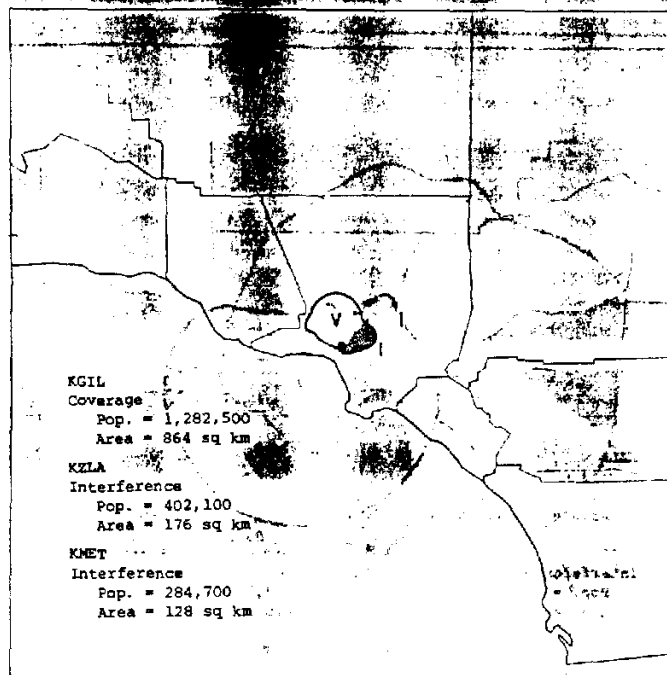 V
I
I
KGIL
Coverage
Pop. = 1,282,500
Area = 864 sq km
KZLA
Interference
Pop. = 402,100
Area = 176 sq km
KMET
Interference
Pop. = 284,700
Area = 128 sq km